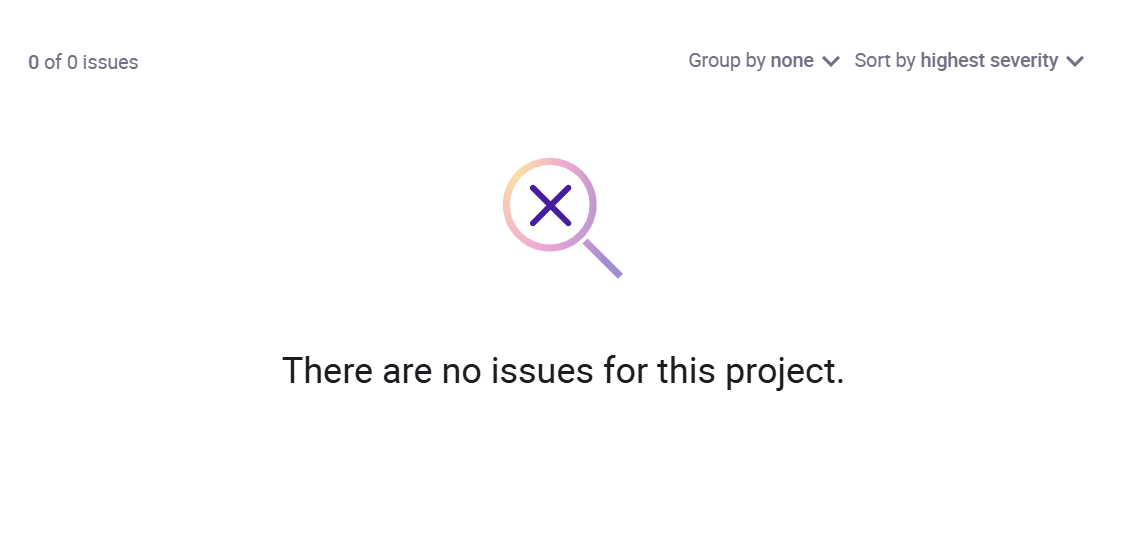 0 of 0 issues
Group by none Sort by highest severity
There are no issues for this project.